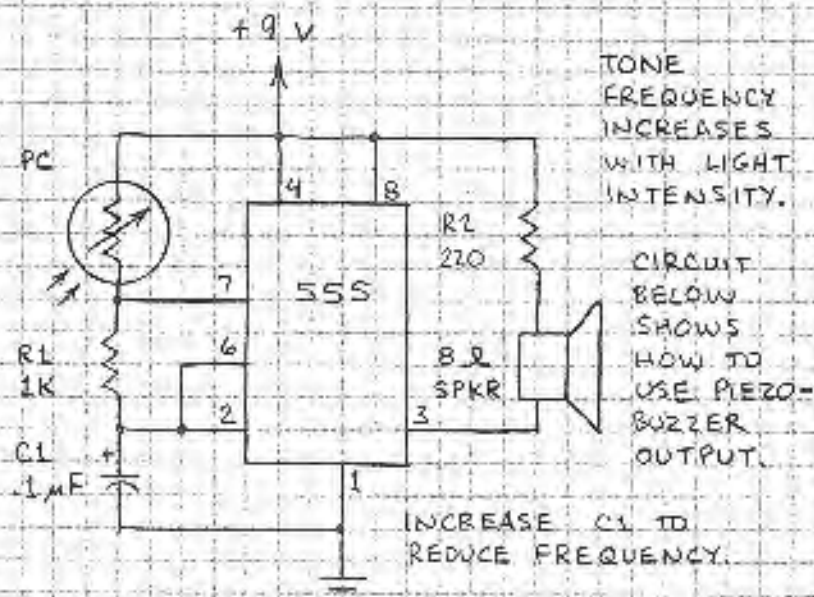 +9 V
TONE
FREQUENCY
INCREASES
WITH LIGHT
INTENSITY.
PC
4
8
R2
220
7
555
CIRCUIT
BELOW
SHOWS
HOW TO
USE PIEZO-
BUZZER
OUTPUT.
R1
1K
6
8 Ω
SPKR
2
3
C1
+
.1 μF
1
INCREASE C1 TO
REDUCE FREQUENCY.